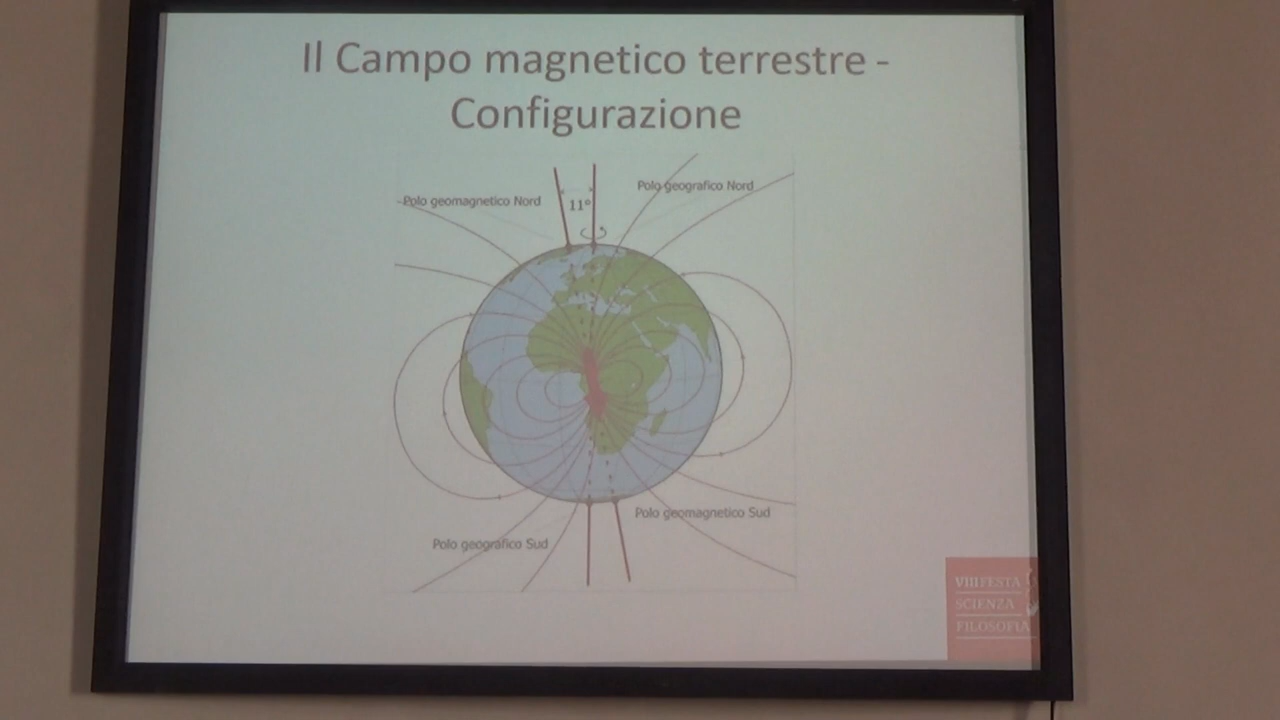 Il Campo magnetico terrestre -
Configurazione
Polo geografico Nord
Polo geomagnetico Nord
11°
Polo geomagnetico Sud
Polo geografico Sud
VIII FESTA
SCIENZA
FILOSOFIA